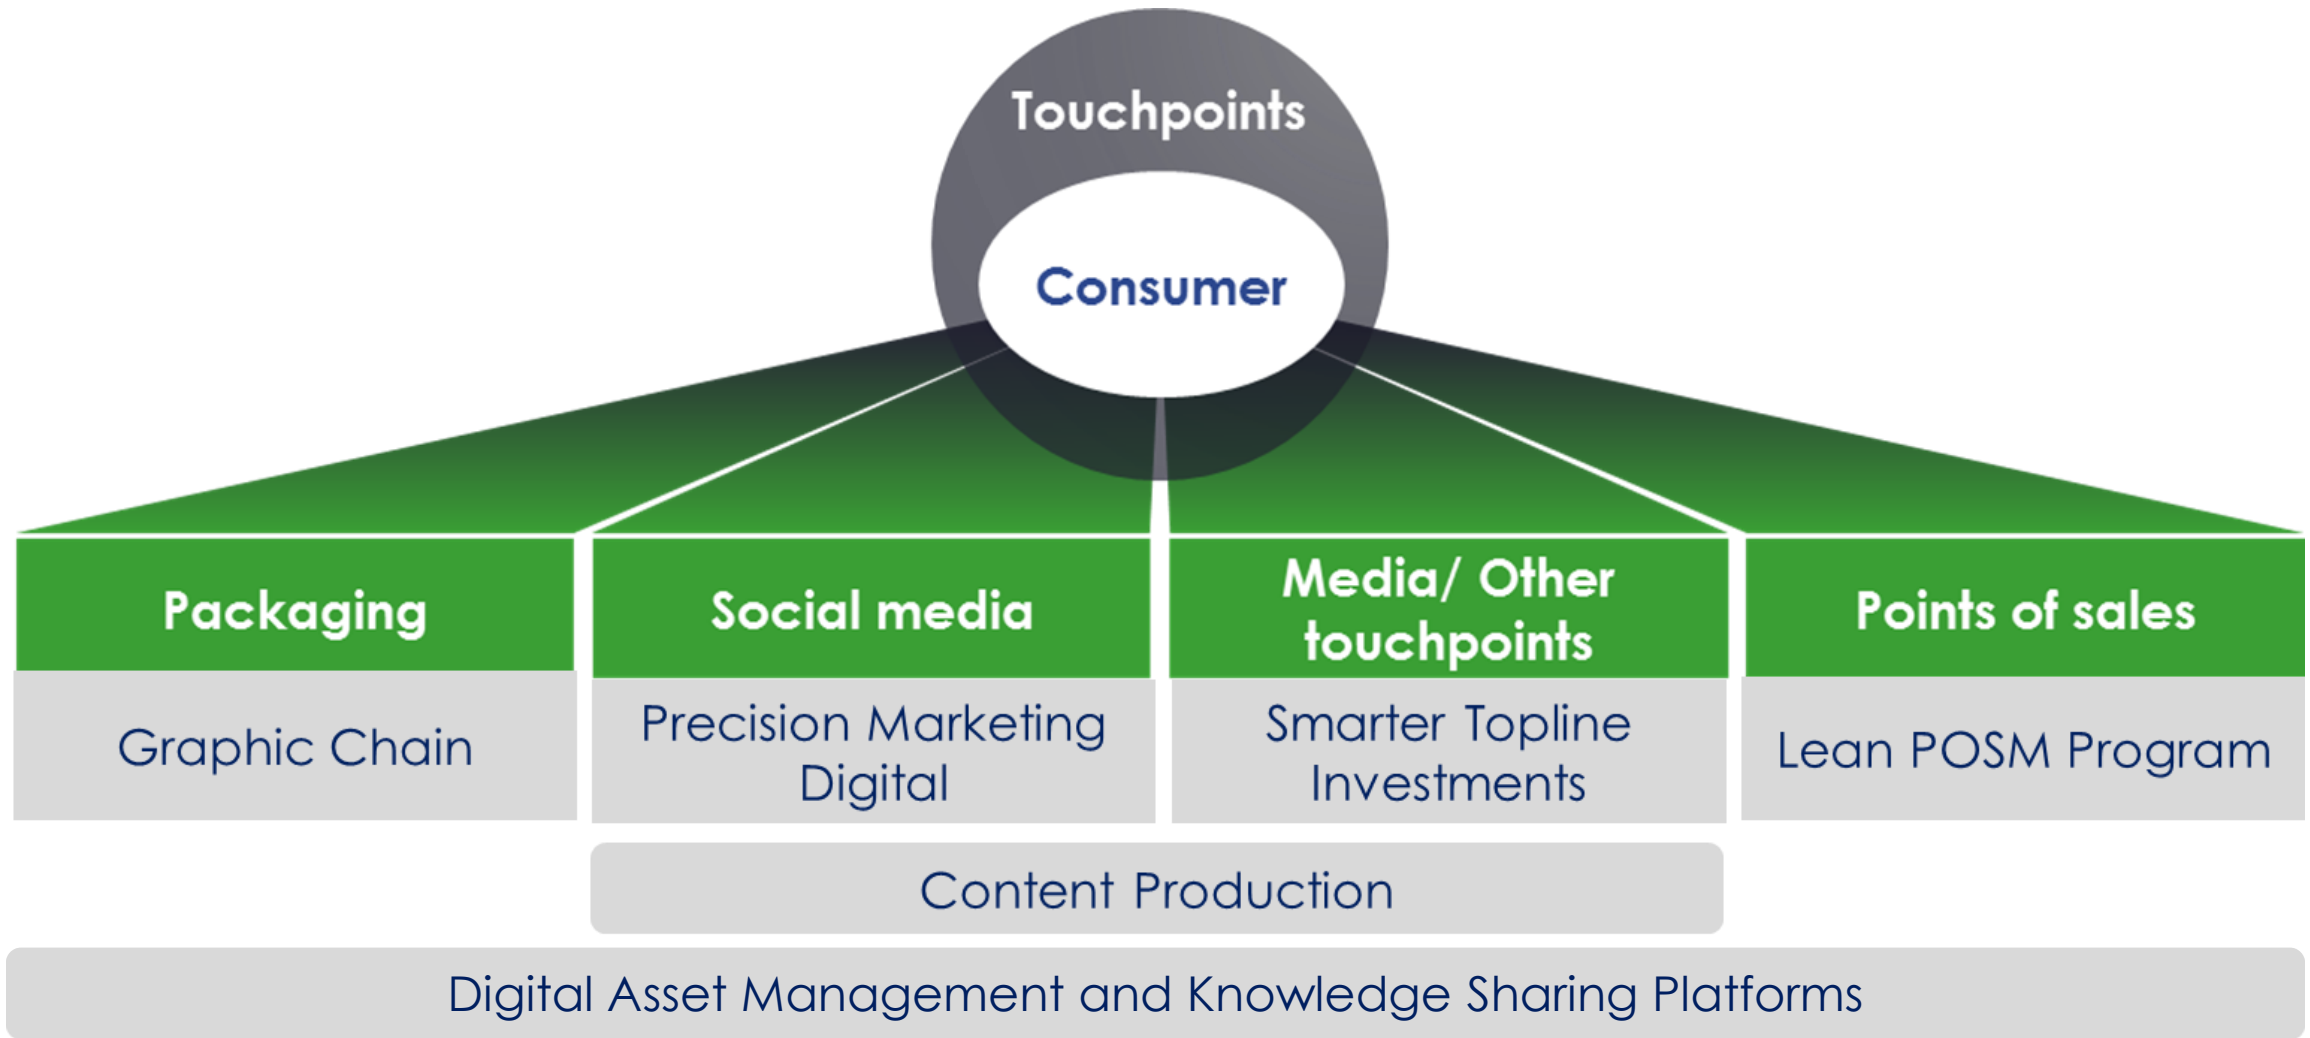 Touchpoints
Consumer
Packaging
Social media
Media/ Other
touchpoints
Points of sales
Graphic Chain
Precision Marketing
Digital
Smarter Topline
Investments
Lean POSM Program
Content Production
Digital Asset Management and Knowledge Sharing Platforms